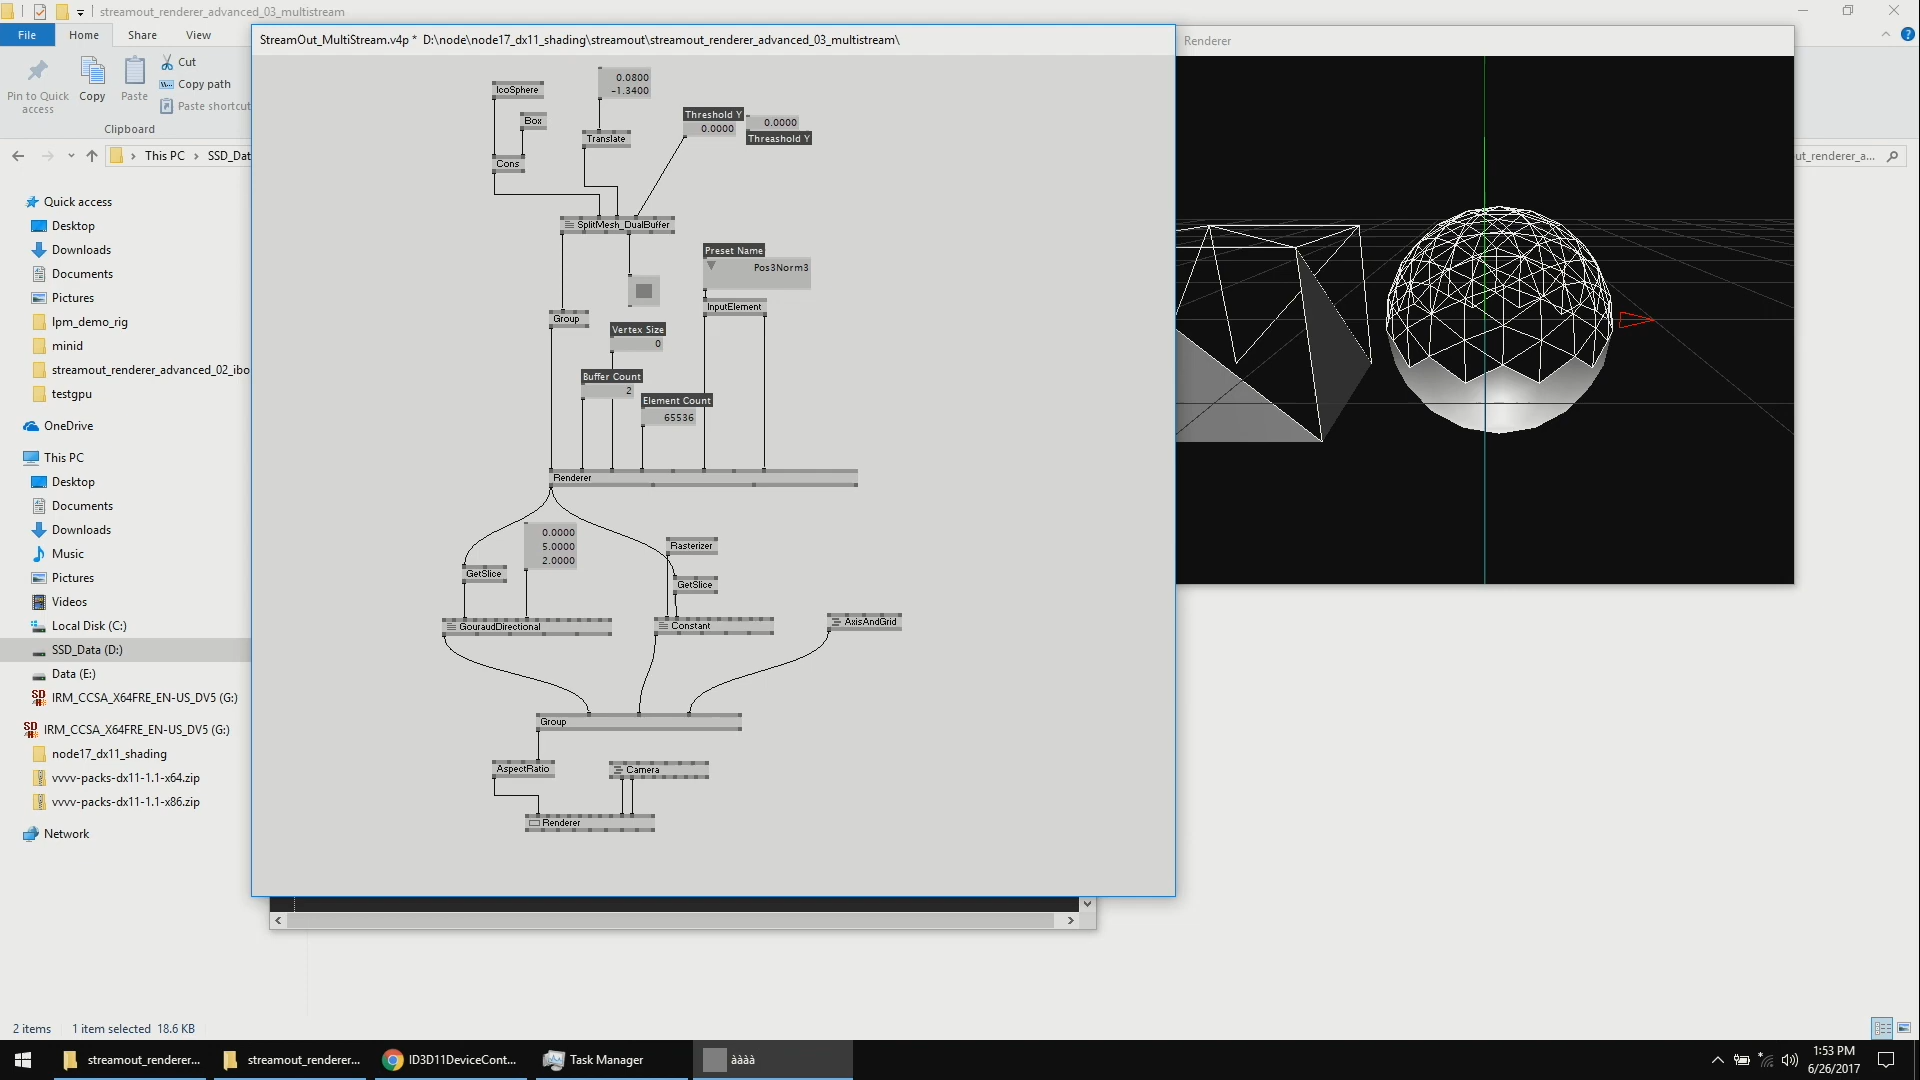 streamout_renderer_advanced_03_multistream
File
Home
Share
View
Pin to Quick access
Copy
Paste
Cut
Copy path
Paste shortcut
Clipboard
This PC
SSD_Dat
ut_renderer_a...
Quick access
Desktop
Downloads
Documents
Pictures
lpm_demo_rig
minid
streamout_renderer_advanced_02_ibo
testgpu
OneDrive
This PC
Desktop
Documents
Downloads
Music
Pictures
Videos
Local Disk (C:)
SSD_Data (D:)
Data (E:)
IRM_CCSA_X64FRE_EN-US_DV5 (G:)
IRM_CCSA_X64FRE_EN-US_DV5 (G:)
node17_dx11_shading
vvvv-packs-dx11-1.1-x64.zip
vvvv-packs-dx11-1.1-x86.zip
Network
2 items 1 item selected 18.6 KB
StreamOut_MultiStream.v4p * D:\node\node17_dx11_shading\streamout\streamout_renderer_advanced_03_multistream\
IcoSphere
0.0800
-1.3400
Box
Threshold Y
0.0000
0.0000
Threashold Y
Translate
Cons
SplitMesh_DualBuffer
Preset Name
Pos3Norm3
InputElement
Group
Vertex Size
0
Buffer Count
2
Element Count
65536
Renderer
0.0000
5.0000
2.0000
Rasterizer
GetSlice
GetSlice
GouraudDirectional
Constant
AxisAndGrid
Group
AspectRatio
Camera
Renderer
Renderer
streamout_renderer...
streamout_renderer...
ID3D11DeviceCont...
Task Manager
àààà
1:53 PM
6/26/2017